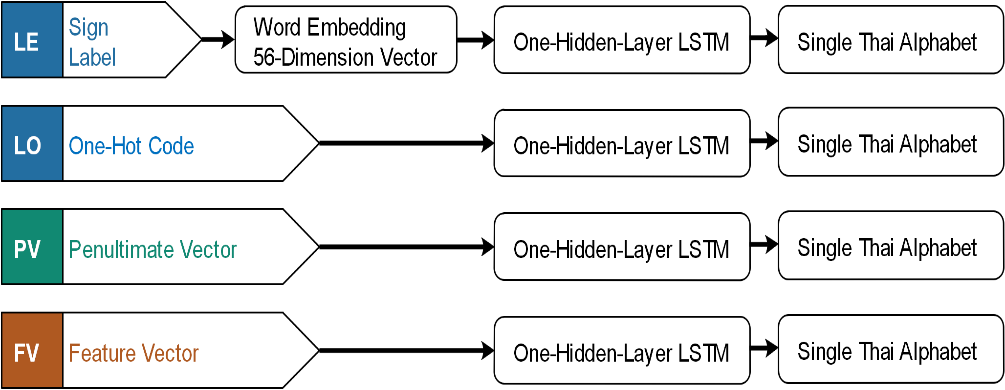 LE
Sign
Label
Word Embedding
56-Dimension Vector
One-Hidden-Layer LSTM
Single Thai Alphabet
LO
One-Hot Code
One-Hidden-Layer LSTM
Single Thai Alphabet
PV
Penultimate Vector
One-Hidden-Layer LSTM
Single Thai Alphabet
FV
Feature Vector
One-Hidden-Layer LSTM
Single Thai Alphabet